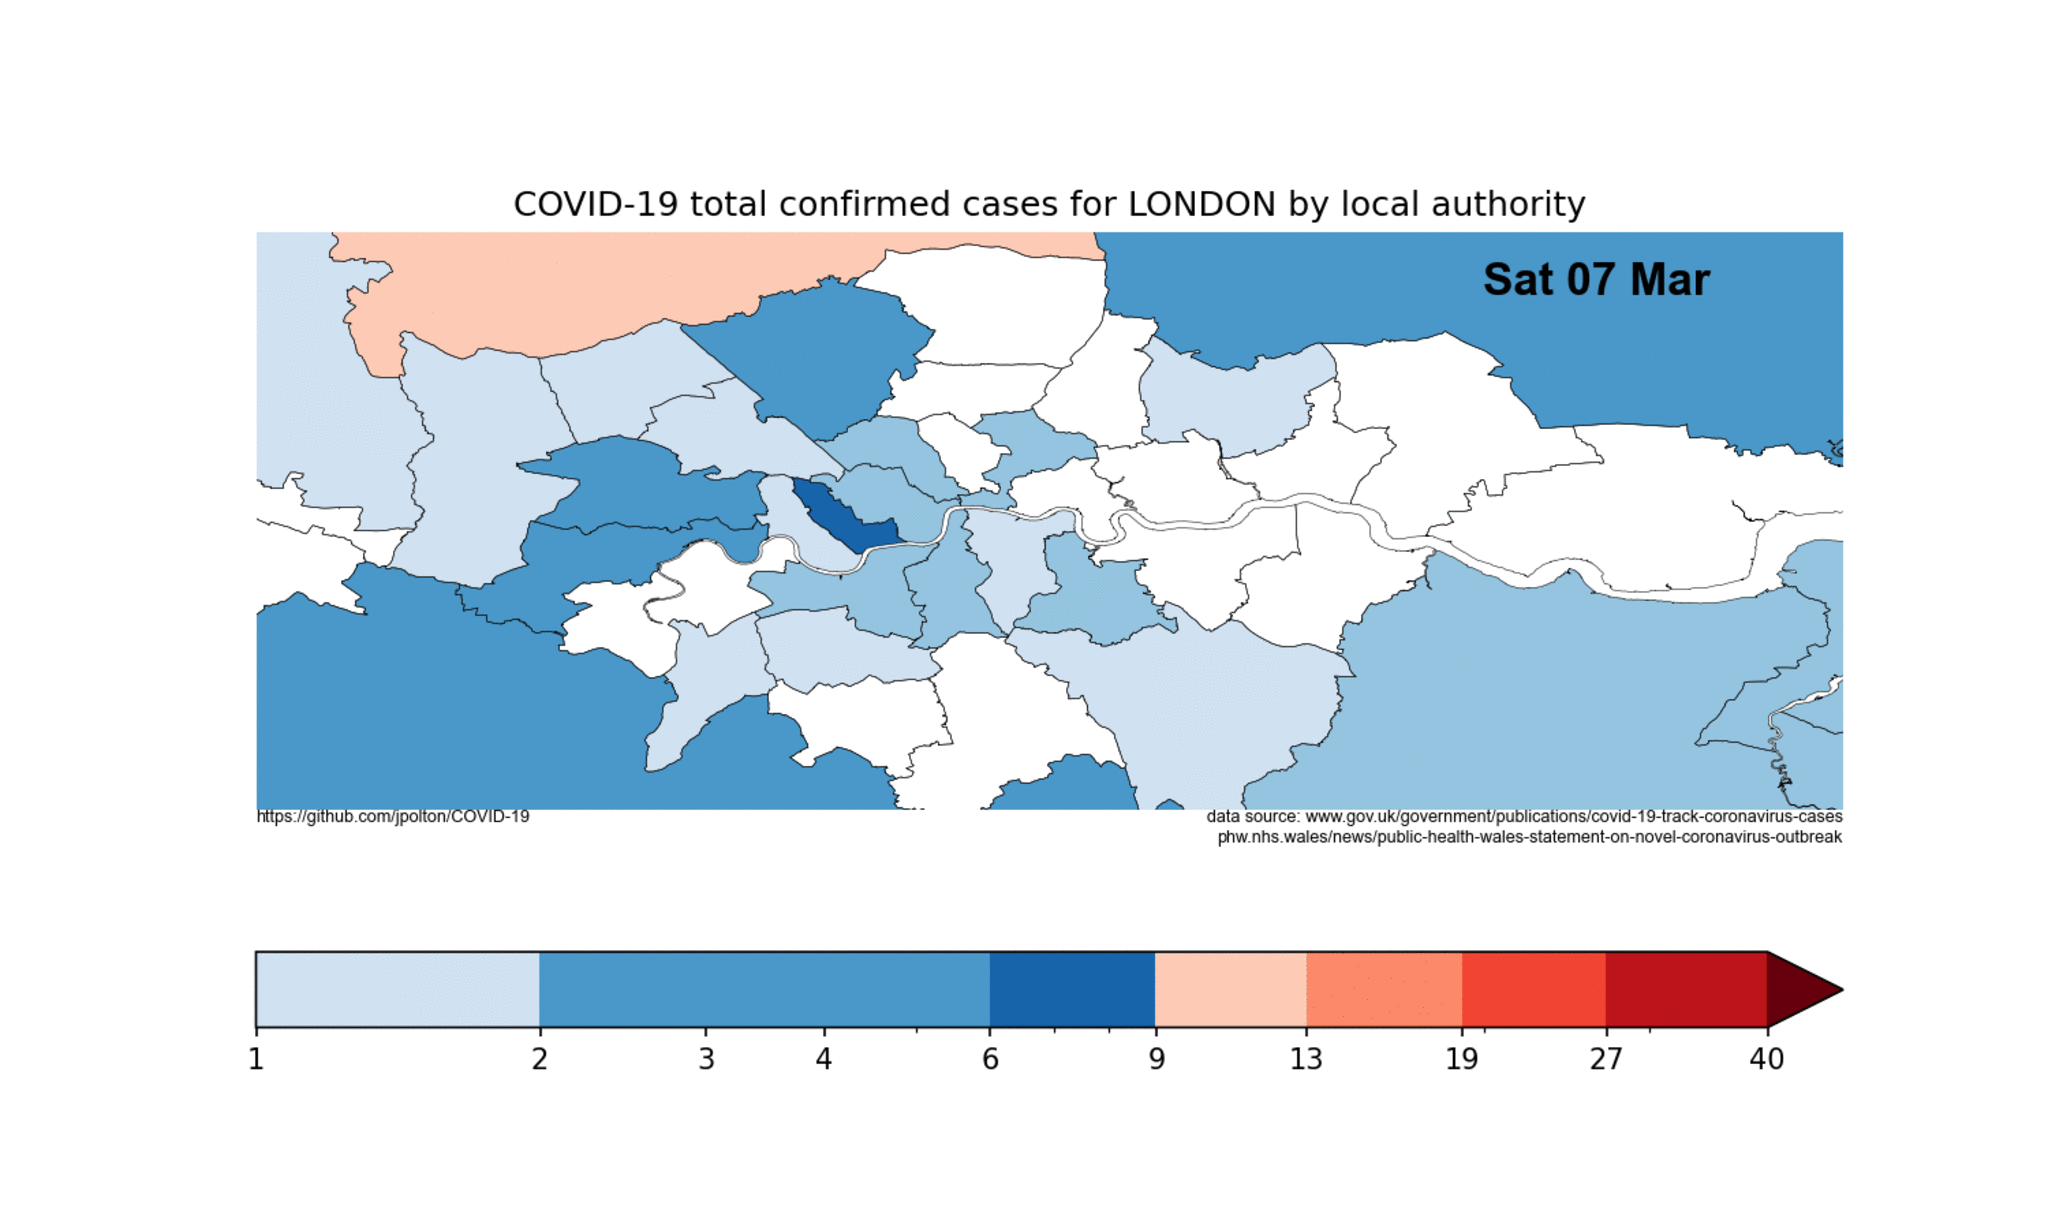 COVID-19 total confirmed cases for LONDON by local authority
Sat 07 Mar
https://github.com/jpolton/COVID-19
data source: www.gov.uk/government/publications/covid-19-track-coronavirus-cases
phw.nhs.wales/news/public-health-wales-statement-on-novel-coronavirus-outbreak
1 2 3 4 6 9 13 19 27 40